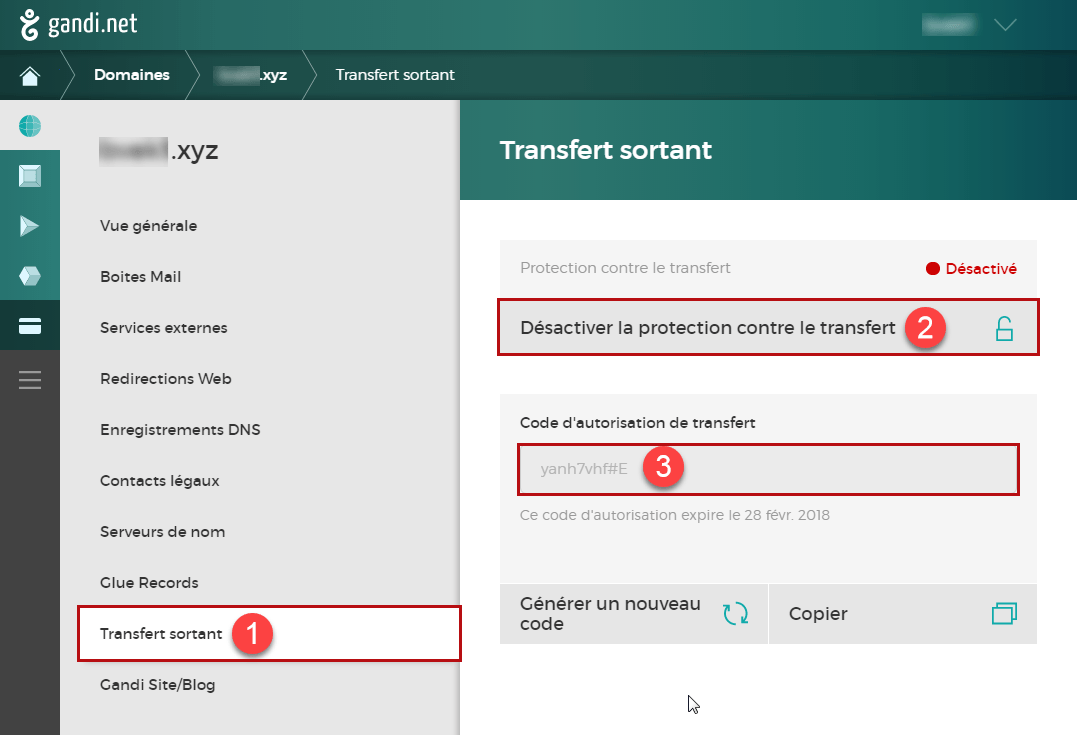 gandi.net
Domaines
.xyz
Transfert sortant
.xyz
Vue générale
Boites Mail
Services externes
Redirections Web
Enregistrements DNS
Contacts légaux
Serveurs de nom
Glue Records
Transfert sortant 1
Gandi Site/Blog
Transfert sortant
Protection contre le transfert
Désactivé
Désactiver la protection contre le transfert 2
Code d'autorisation de transfert
yanh7vhf#E 3
Ce code d'autorisation expire le 28 févr. 2018
Générer un nouveau
code
Copier